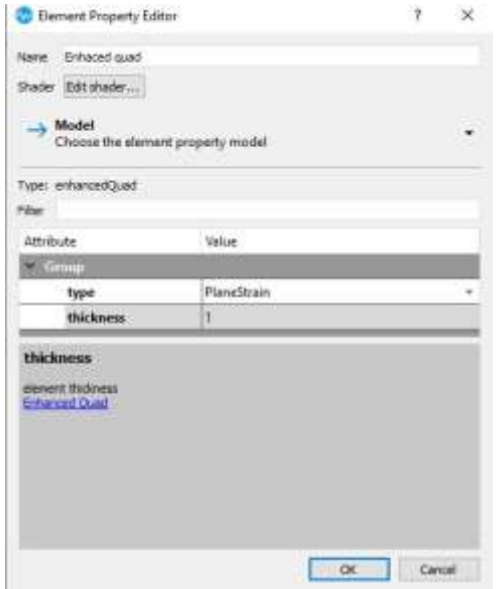 Element Property Editor ? ×
Name Enhaced quad
Shader Edit shader...
Model
Choose the element property model
Type: enhancedQuad
Filter
Attribute Value
Group
type PlaneStrain
thickness 1
thickness
element thickness
Enhanced Quad
OK Cancel